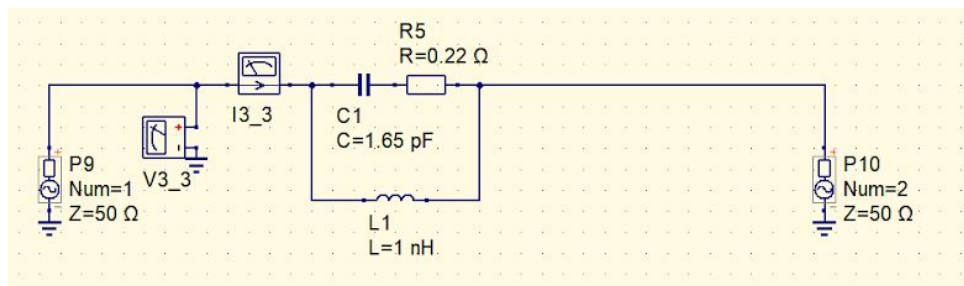 R5
R=0.22 Ω
I3_3
C1
C=1.65 pF
V3_3
P9
Num=1
Z=50 Ω
P10
Num=2
Z=50 Ω
L1
L=1 nH